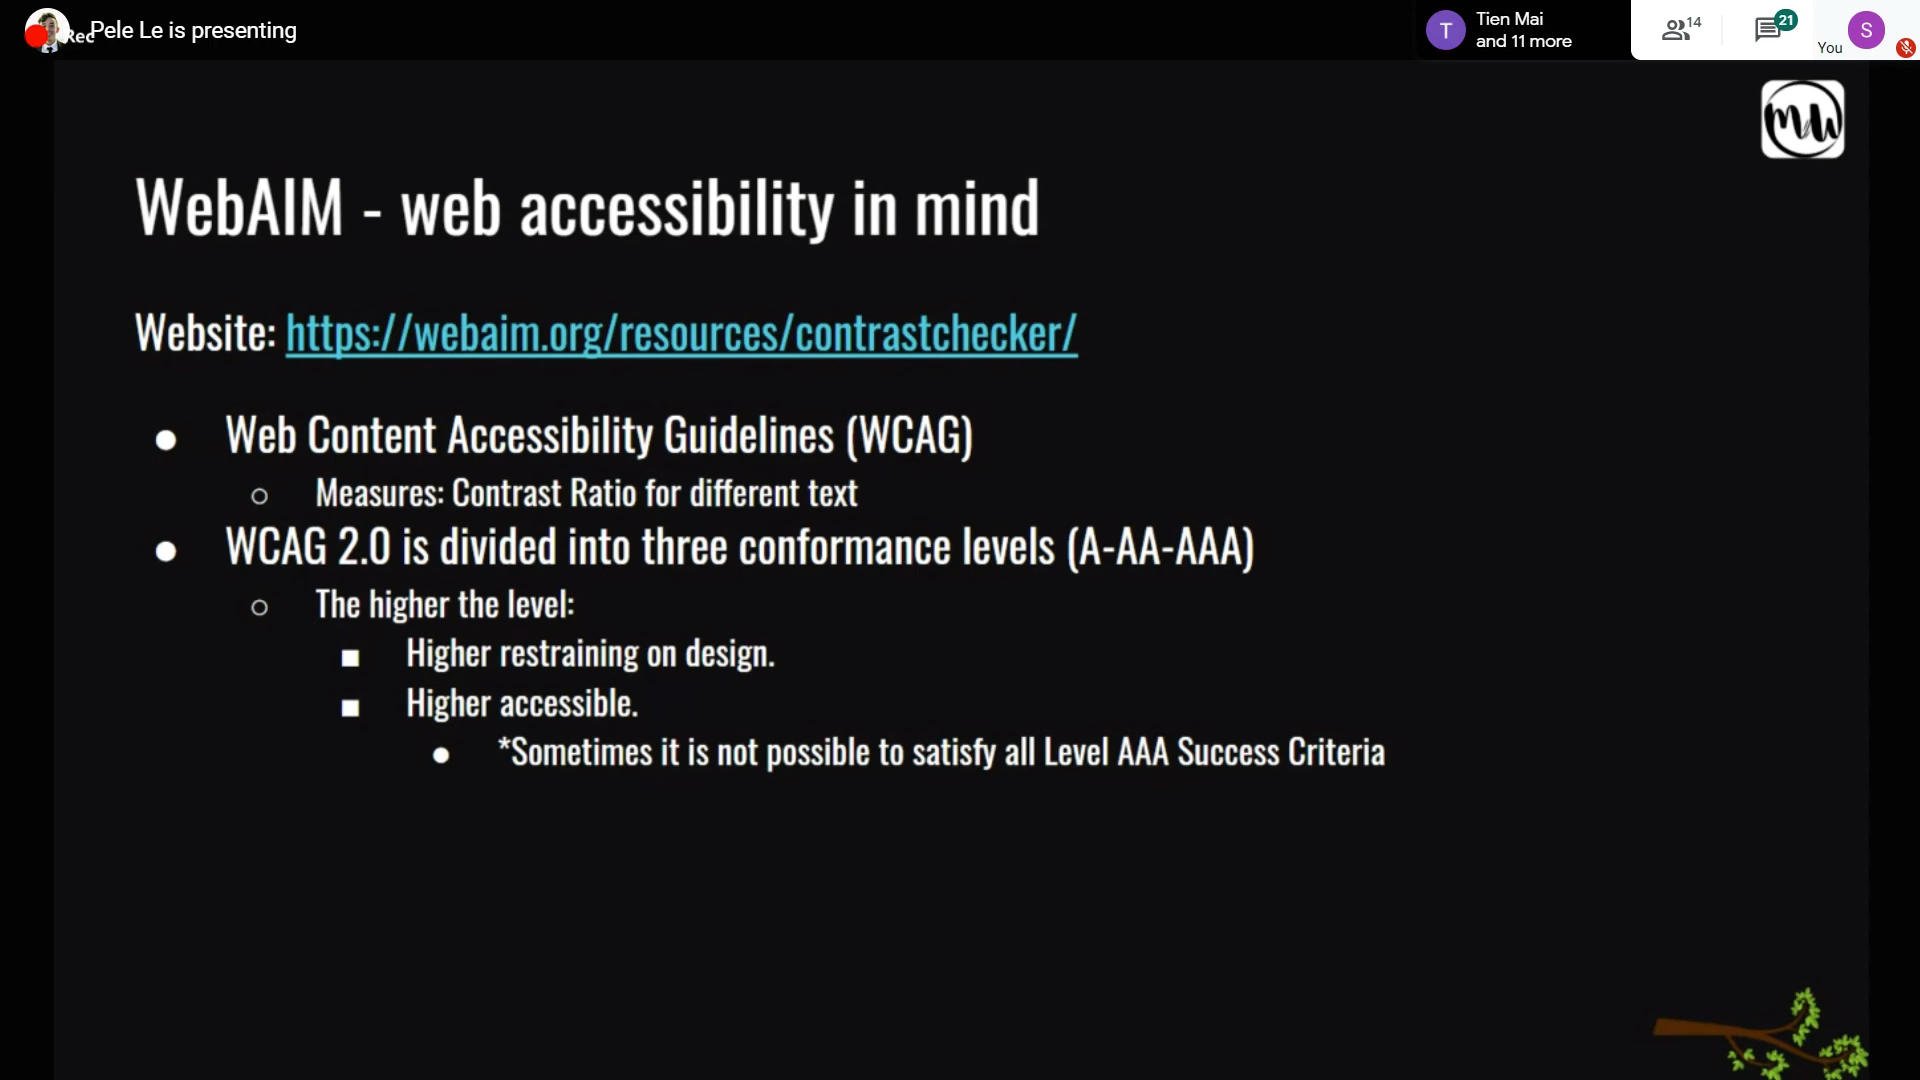 Rec
Pele Le is presenting
T
Tien Mai
and 11 more
14
21
You
S
MW
WebAIM - web accessibility in mind
Website: https://webaim.org/resources/contrastchecker/
● Web Content Accessibility Guidelines (WCAG)
○ Measures: Contrast Ratio for different text
● WCAG 2.0 is divided into three conformance levels (A-AA-AAA)
○ The higher the level:
■ Higher restraining on design.
■ Higher accessible.
● *Sometimes it is not possible to satisfy all Level AAA Success Criteria